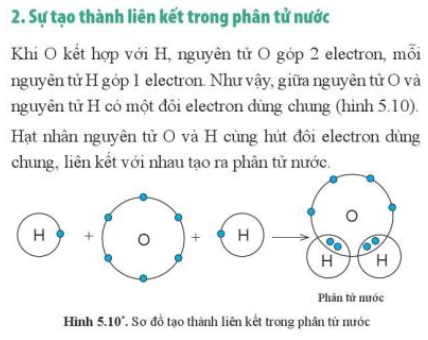 2. Sự tạo thành liên kết trong phân tử nước
Khi O kết hợp với H, nguyên tử O góp 2 electron, mỗi
nguyên tử H góp 1 electron. Như vậy, giữa nguyên tử O và
nguyên tử H có một đôi electron dùng chung (hình 5.10).
Hạt nhân nguyên tử O và H cùng hút đôi electron dùng
chung, liên kết với nhau tạo ra phân tử nước.
H + O + H
O
H H
Phân tử nước
Hình 5.10*. Sơ đồ tạo thành liên kết trong phân tử nước